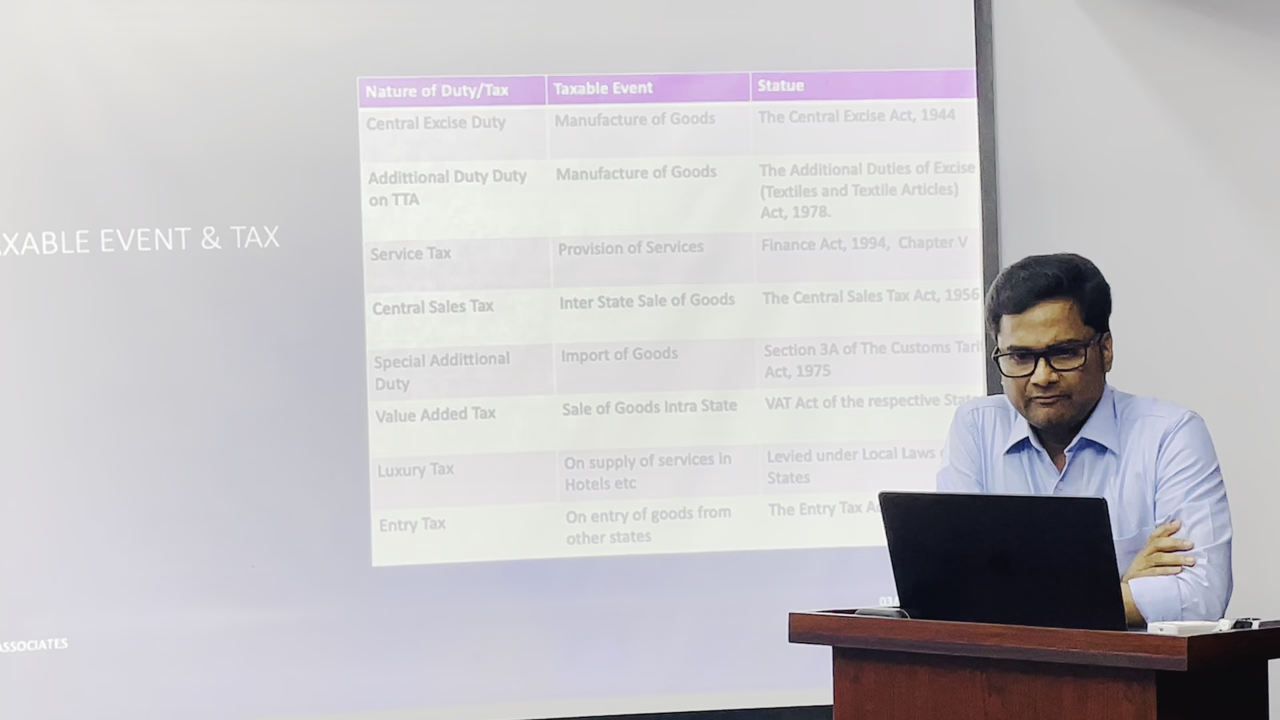 AXABLE EVENT & TAX
Nature of Duty/Tax
Taxable Event
Statue
Central Excise Duty
Manufacture of Goods
The Central Excise Act, 1944
Addittional Duty Duty
on TTA
Manufacture of Goods
The Additional Duties of Excise
(Textiles and Textile Articles)
Act, 1978.
Service Tax
Provision of Services
Finance Act, 1994, Chapter V
Central Sales Tax
Inter State Sale of Goods
The Central Sales Tax Act, 1956
Special Addittional
Duty
Import of Goods
Section 3A of The Customs Tari
Act, 1975
Value Added Tax
Sale of Goods Intra State
VAT Act of the respective Stat
Luxury Tax
On supply of services in
Hotels etc
Levied under Local Laws
States
Entry Tax
On entry of goods from
other states
The Entry Tax A
ASSOCIATES
03